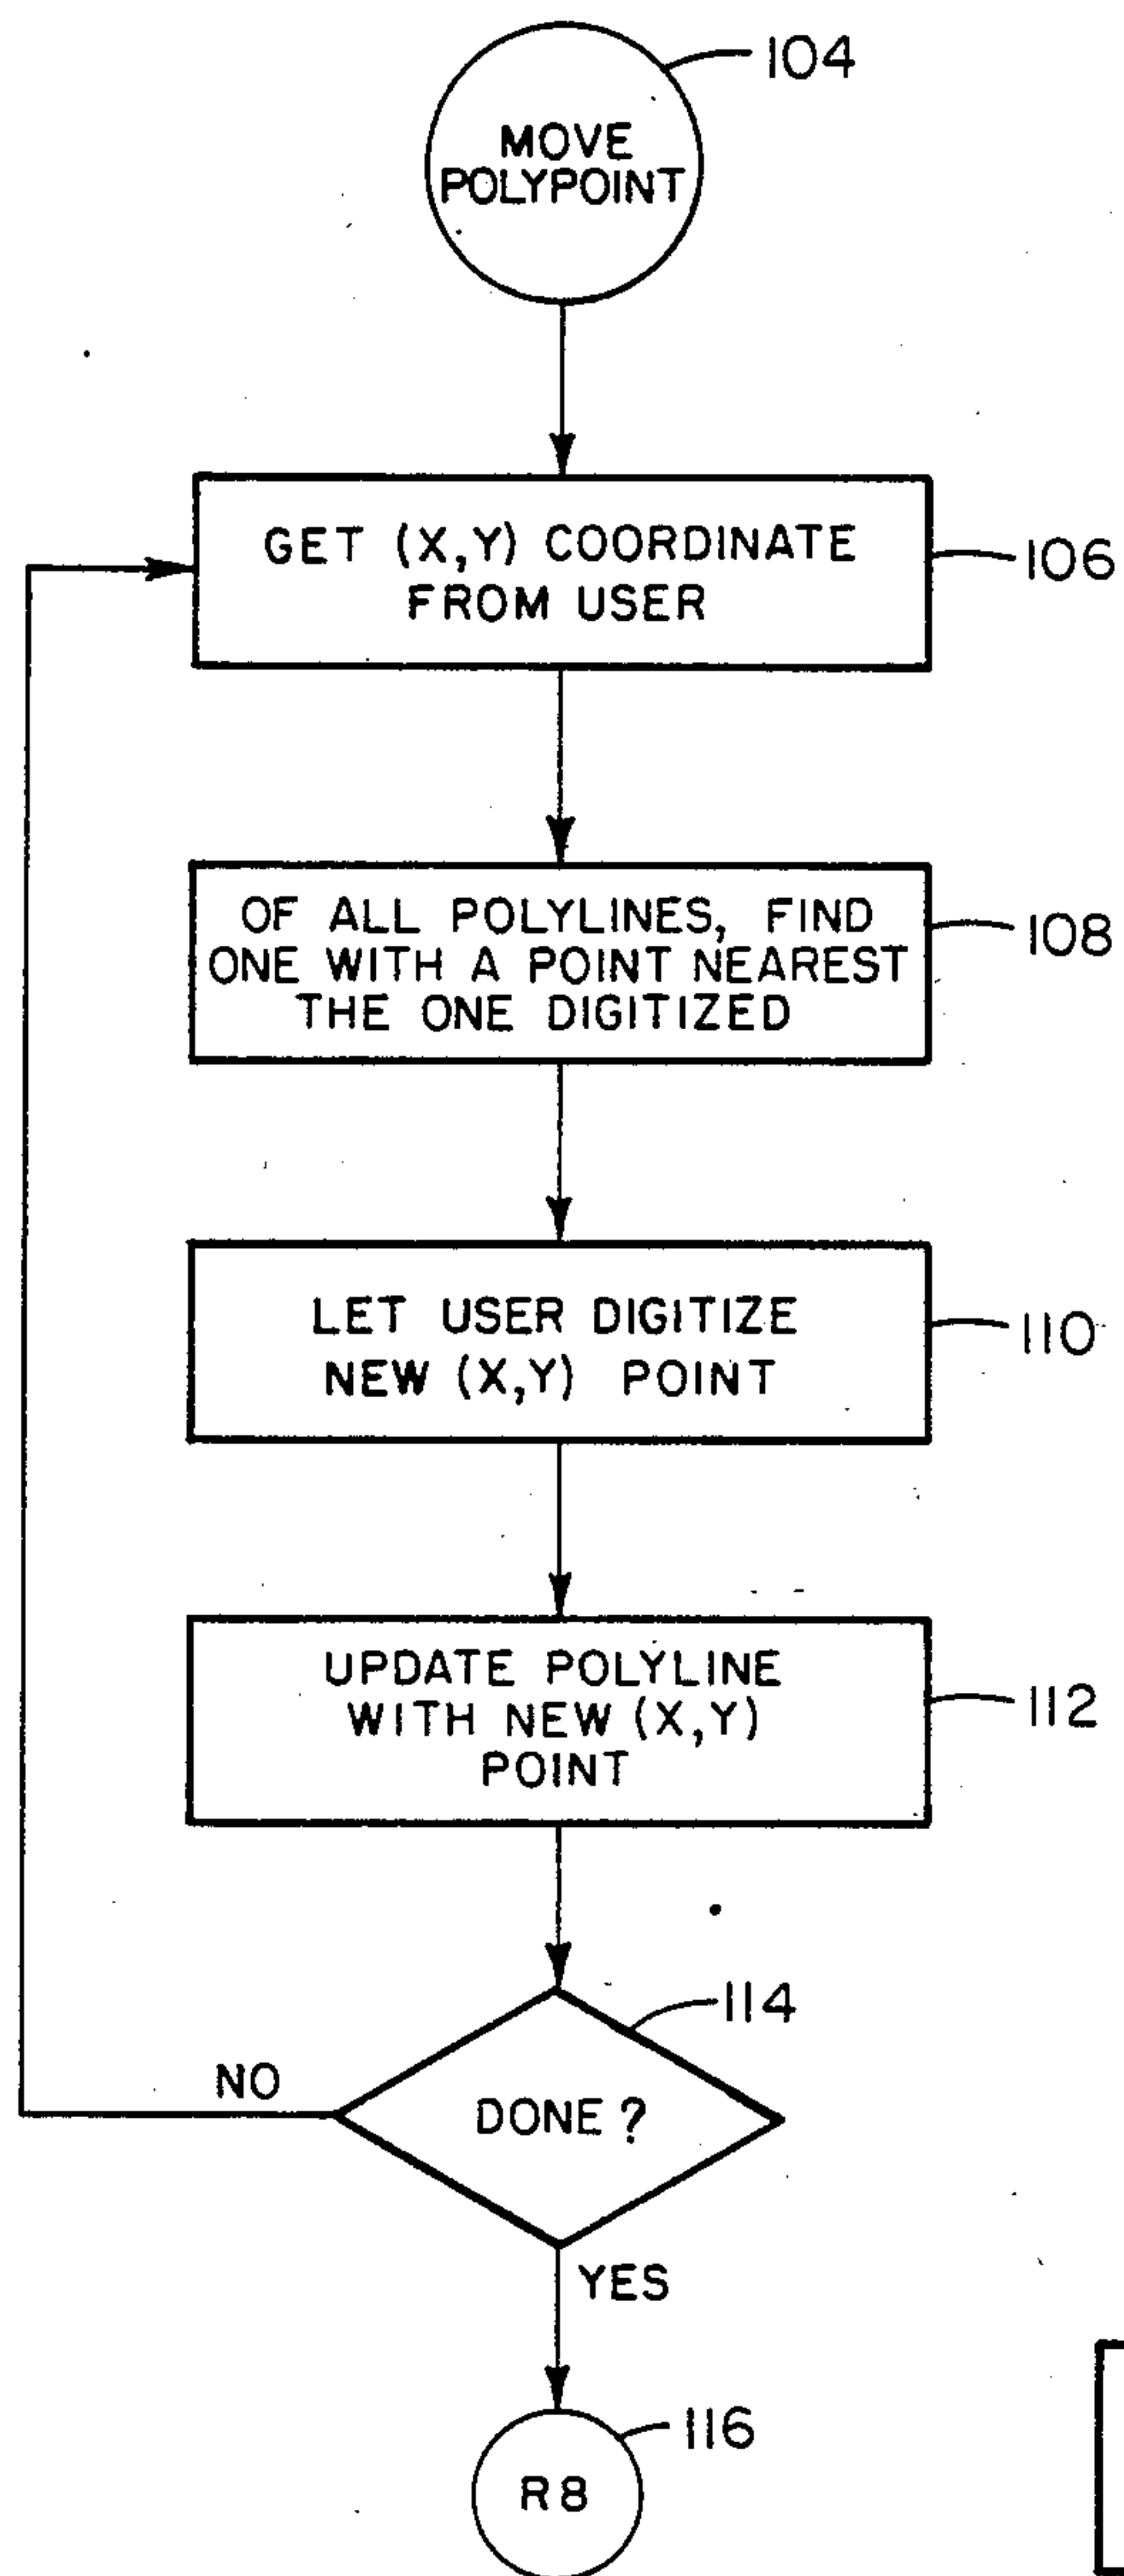 104
MOVE
POLYPOINT
GET (X,Y) COORDINATE
FROM USER
106
OF ALL POLYLINES, FIND
ONE WITH A POINT NEAREST
THE ONE DIGITIZED
108
LET USER DIGITIZE
NEW (X,Y) POINT
110
UPDATE POLYLINE
WITH NEW (X,Y)
POINT
112
114
DONE?
NO
YES
116
R8